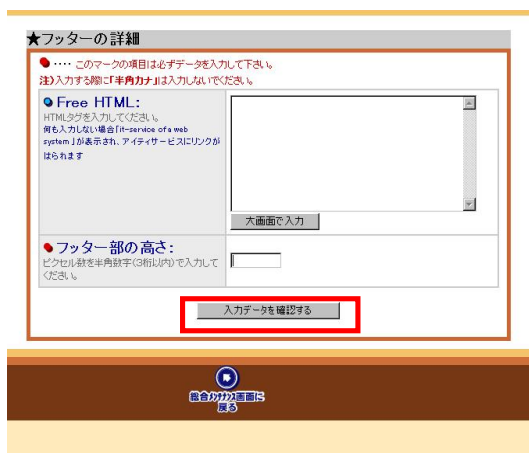 ★フッターの詳細
・・・・ このマークの項目は必ずデータを入力して下さい。
注)入力する際に「半角カナ」は入力しないでください。
Free HTML:
HTMLタグを入力してください。
何も入力しない場合「it-service ofa web
system 」が表示され、アイティサービスにリンクが
はられます
大画面で入力
フッター部の高さ:
ピクセル数を半角数字(3桁以内)で入力して
ください。
入力データを確認する
総合メンテナンス画面に
戻る